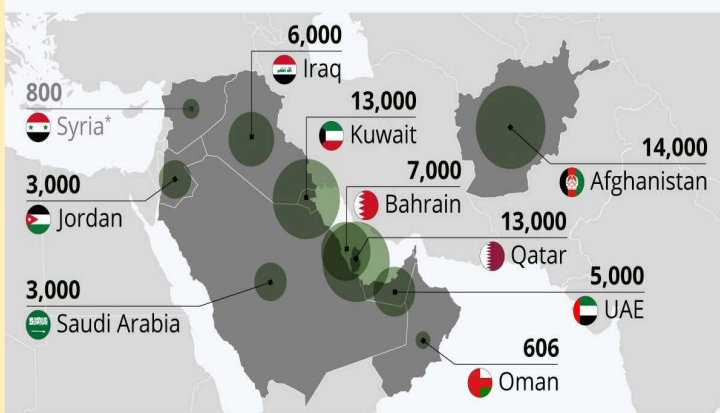 6,000
Iraq
800
Syria*
13,000
Kuwait
14,000
Afghanistan
3,000
Jordan
7,000
Bahrain
13,000
Qatar
3,000
Saudi Arabia
5,000
UAE
606
Oman